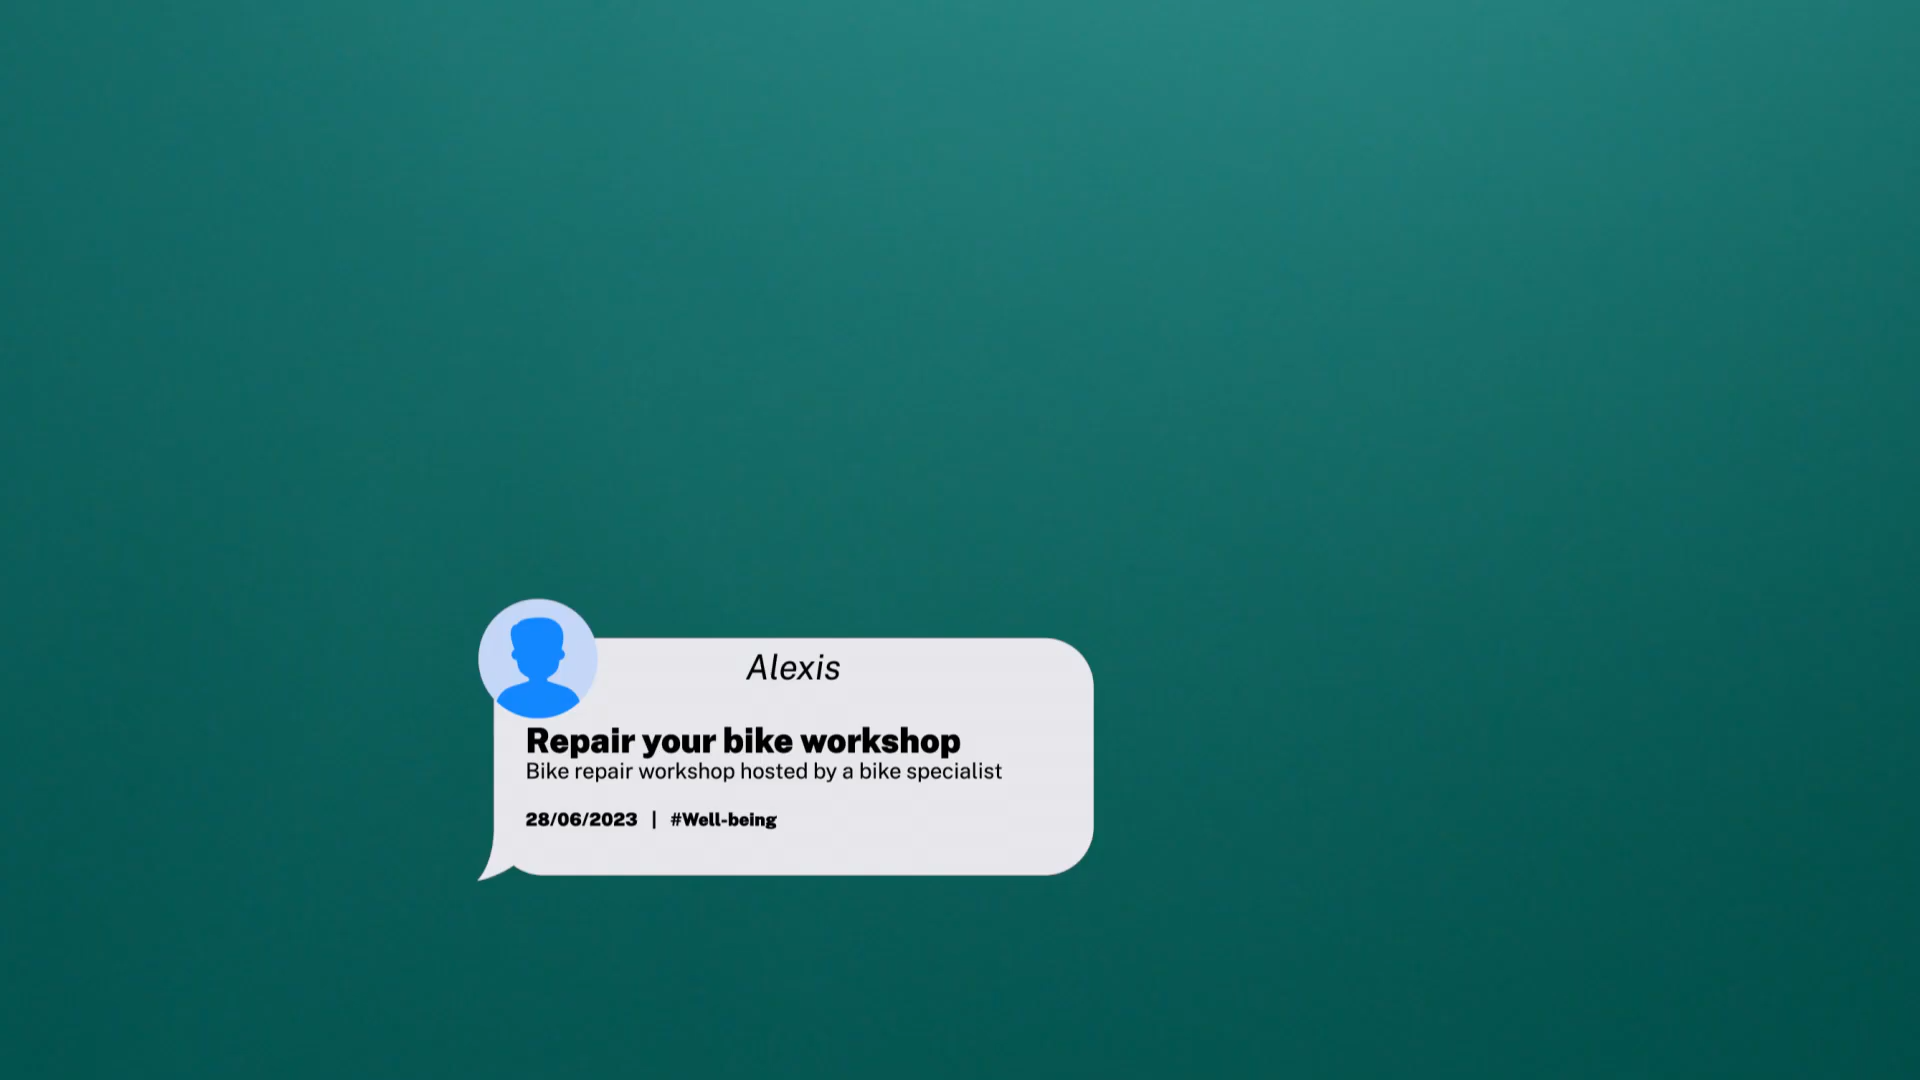 Alexis
Repair your bike workshop
Bike repair workshop hosted by a bike specialist
28/06/2023 | #Well-being